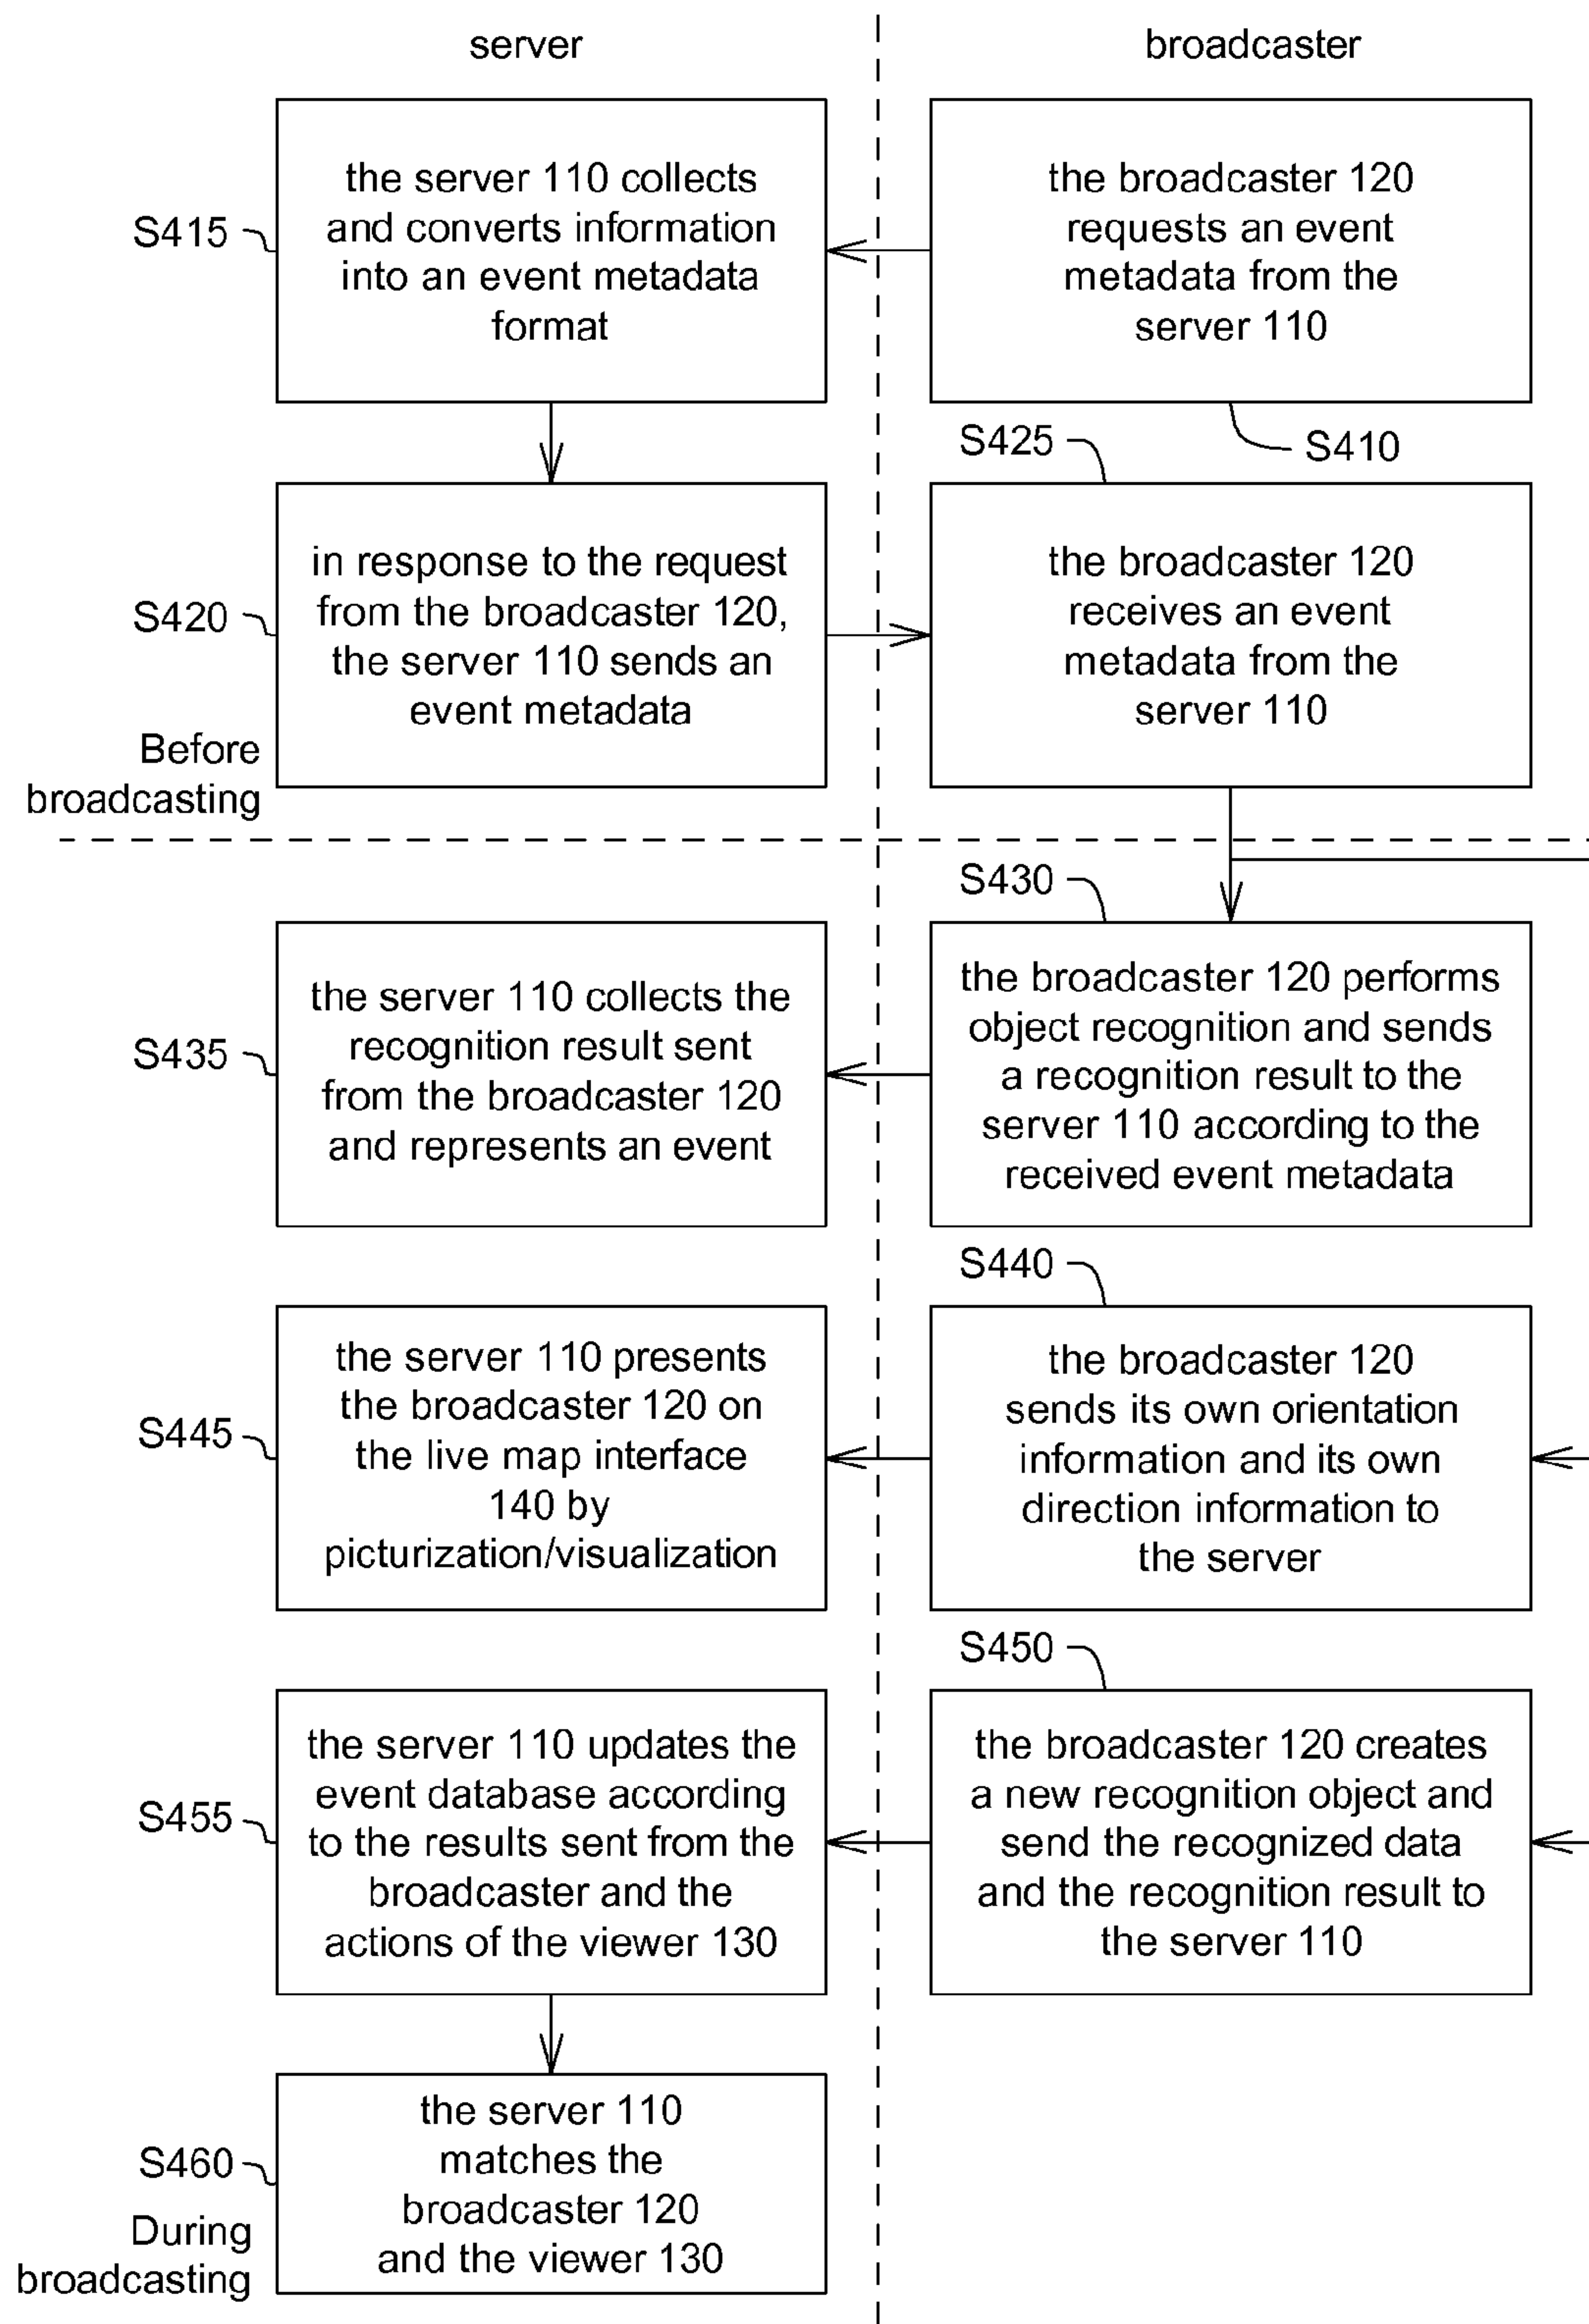 server
broadcaster
the server 110 collects
and converts information
into an event metadata
format
S415
the broadcaster 120
requests an event
metadata from the
server 110
S410
in response to the request
from the broadcaster 120,
the server 110 sends an
event metadata
S420
S425
the broadcaster 120
receives an event
metadata from the
server 110
Before
broadcasting
S430
the server 110 collects the
recognition result sent
from the broadcaster 120
and represents an event
S435
the broadcaster 120 performs
object recognition and sends
a recognition result to the
server 110 according to the
received event metadata
S440
the server 110 presents
the broadcaster 120 on
the live map interface
140 by
picturization/visualization
S445
the broadcaster 120
sends its own orientation
information and its own
direction information to
the server
S450
the server 110 updates the
event database according
to the results sent from the
broadcaster and the
actions of the viewer 130
S455
the broadcaster 120 creates
a new recognition object and
send the recognized data
and the recognition result to
the server 110
the server 110
matches the
broadcaster 120
and the viewer 130
S460
During
broadcasting